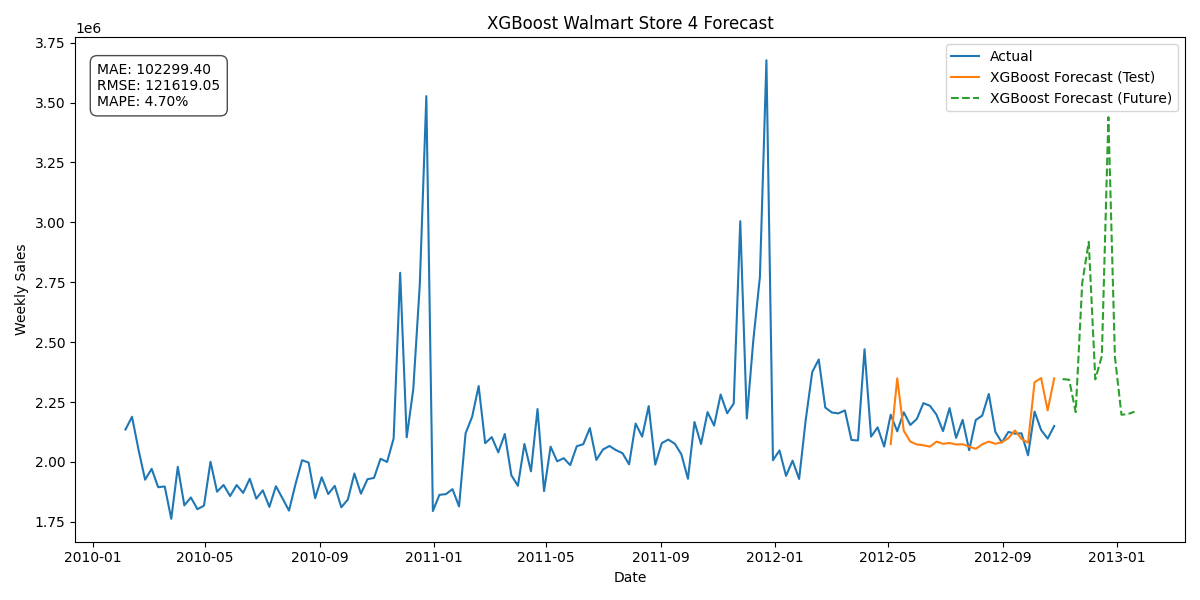 XGBoost Walmart Store 4 Forecast
1e6
3.75
3.50
3.25
3.00
2.75
2.50
2.25
2.00
1.75
Weekly Sales
MAE: 102299.40
RMSE: 121619.05
MAPE: 4.70%
Actual
XGBoost Forecast (Test)
XGBoost Forecast (Future)
2010-01 2010-05 2010-09 2011-01 2011-05 2011-09 2012-01 2012-05 2012-09 2013-01
Date